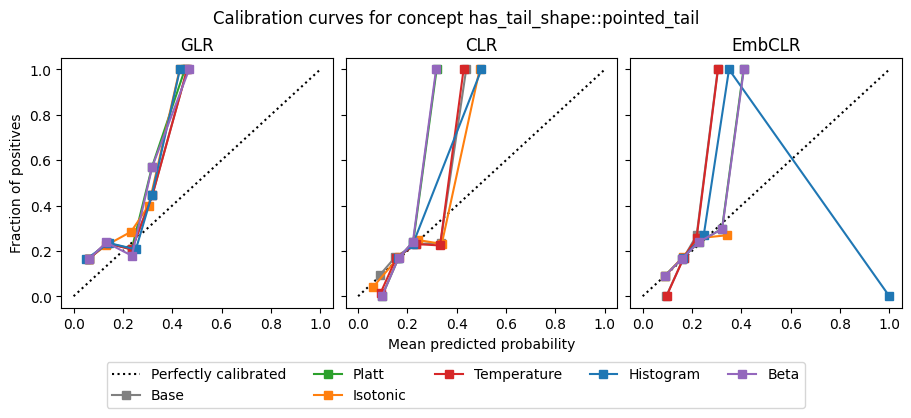 Calibration curves for concept has_tail_shape::pointed_tail
GLR
CLR
EmbCLR
Fraction of positives
1.0
0.8
0.6
0.4
0.2
0.0
0.0 0.2 0.4 0.6 0.8 1.0
0.0 0.2 0.4 0.6 0.8 1.0
0.0 0.2 0.4 0.6 0.8 1.0
Mean predicted probability
Perfectly calibrated
Base
Platt
Isotonic
Temperature
Histogram
Beta